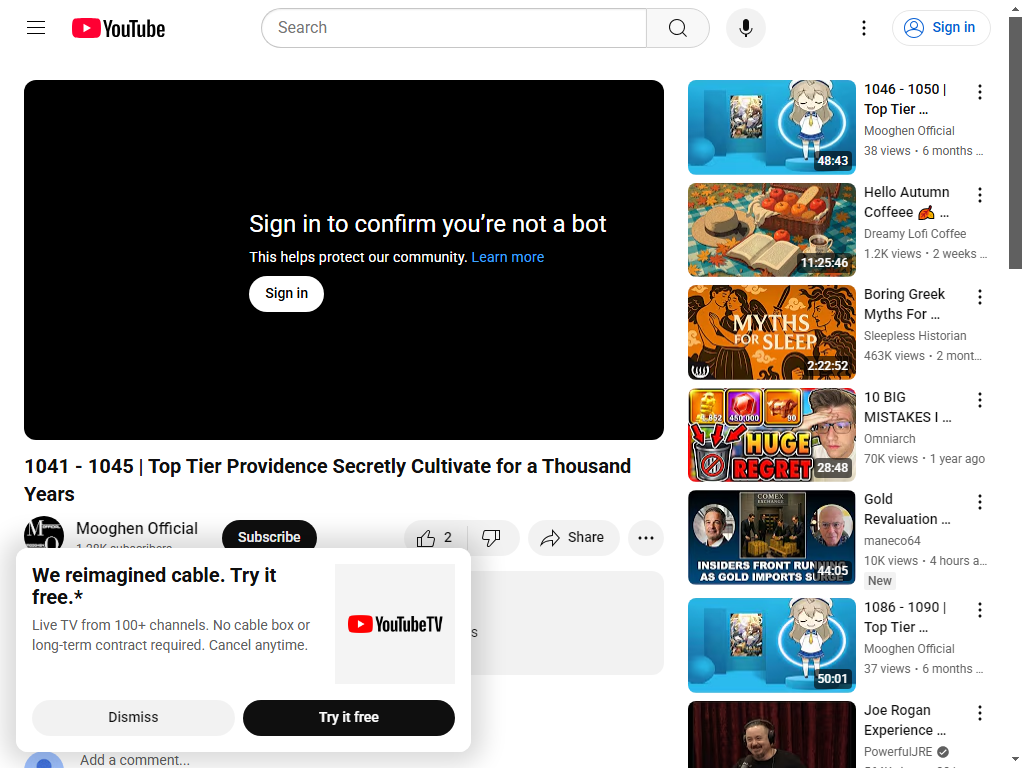 YouTube
Search
Sign in
Sign in to confirm you’re not a bot
This helps protect our community. Learn more
Sign in
1041 - 1045 | Top Tier Providence Secretly Cultivate for a Thousand
Years
Mooghen Official
Subscribe
2
Share
We reimagined cable. Try it
free.*
Live TV from 100+ channels. No cable box or
long-term contract required. Cancel anytime.
YouTubeTV
Dismiss
Try it free
Add a comment...
1046 - 1050 |
Top Tier …
Mooghen Official
38 views • 6 months …
48:43
Hello Autumn
Coffeee 🍂 …
Dreamy Lofi Coffee
1.2K views • 2 weeks …
11:25:46
MYTHS
FOR SLEEP
2:22:52
Boring Greek
Myths For …
Sleepless Historian
463K views • 2 mont…
450,000
90
HUGE
REGRET
28:48
10 BIG
MISTAKES I …
Omniarch
70K views • 1 year ago
COMEX
EXCHANGE
INSIDERS FRONT RUNNING
AS GOLD IMPORTS SURGE
44:05
Gold
Revaluation …
maneco64
10K views • 4 hours a…
New
1086 - 1090 |
Top Tier …
Mooghen Official
37 views • 6 months …
50:01
Joe Rogan
Experience …
PowerfulJRE